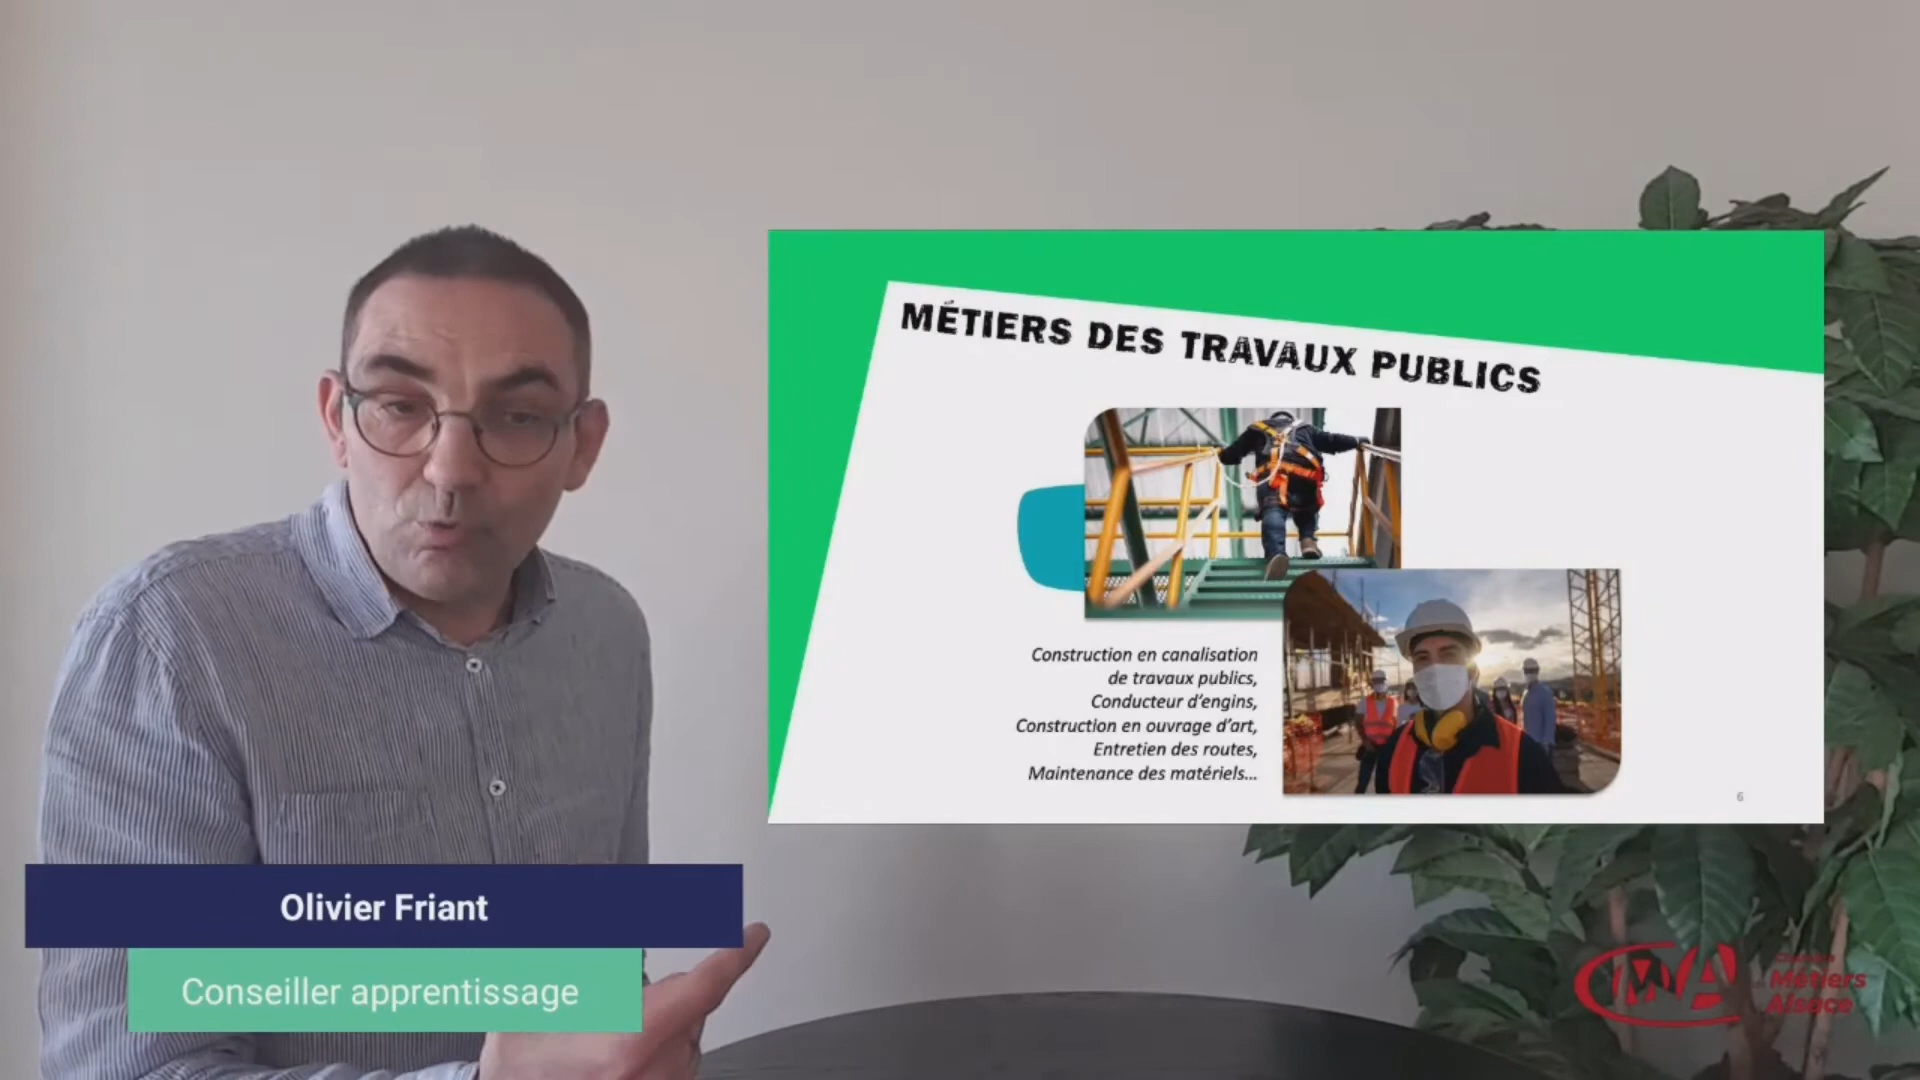 MÉTIERS DES TRAVAUX PUBLICS
Construction en canalisation
de travaux publics,
Conducteur d'engins,
Construction en ouvrage d'art,
Entretien des routes,
Maintenance des matériels...
6
Olivier Friant
Conseiller apprentissage
CMA
Chambre
Métiers
Alsace